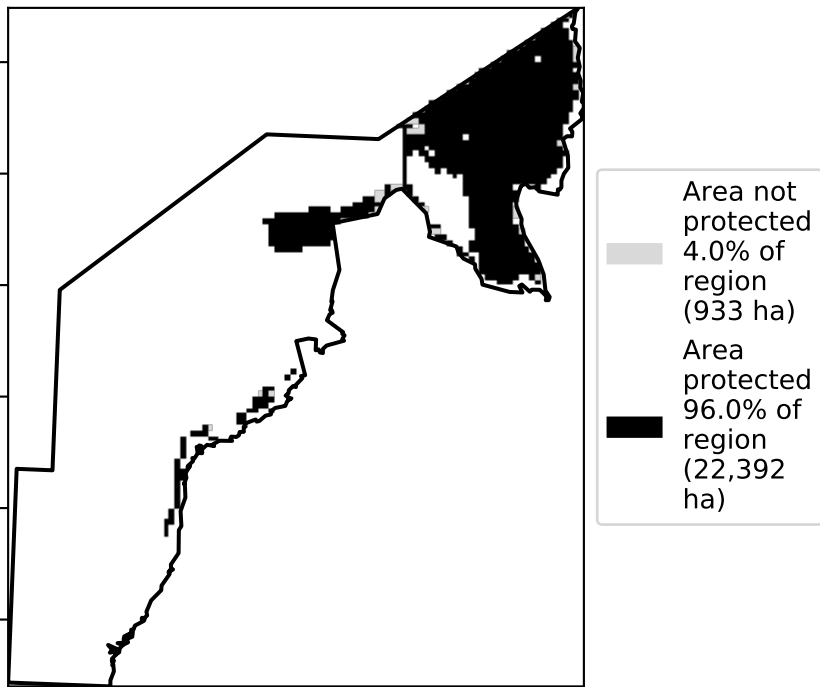 Area not
protected
4.0% of
region
(933 ha)
Area
protected
96.0% of
region
(22,392
ha)